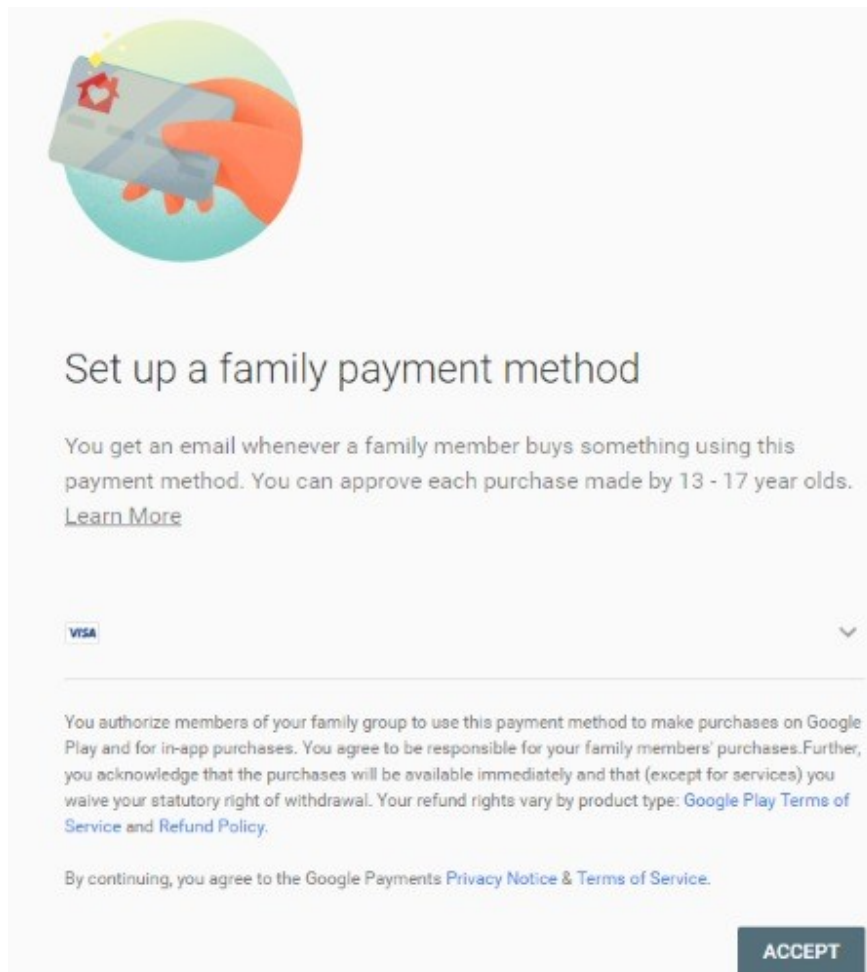 Set up a family payment method
You get an email whenever a family member buys something using this
payment method. You can approve each purchase made by 13 - 17 year olds.
Learn More
VISA
You authorize members of your family group to use this payment method to make purchases on Google
Play and for in-app purchases. You agree to be responsible for your family members' purchases.Further,
you acknowledge that the purchases will be available immediately and that (except for services) you
waive your statutory right of withdrawal. Your refund rights vary by product type: Google Play Terms of
Service and Refund Policy.
By continuing, you agree to the Google Payments Privacy Notice & Terms of Service.
ACCEPT